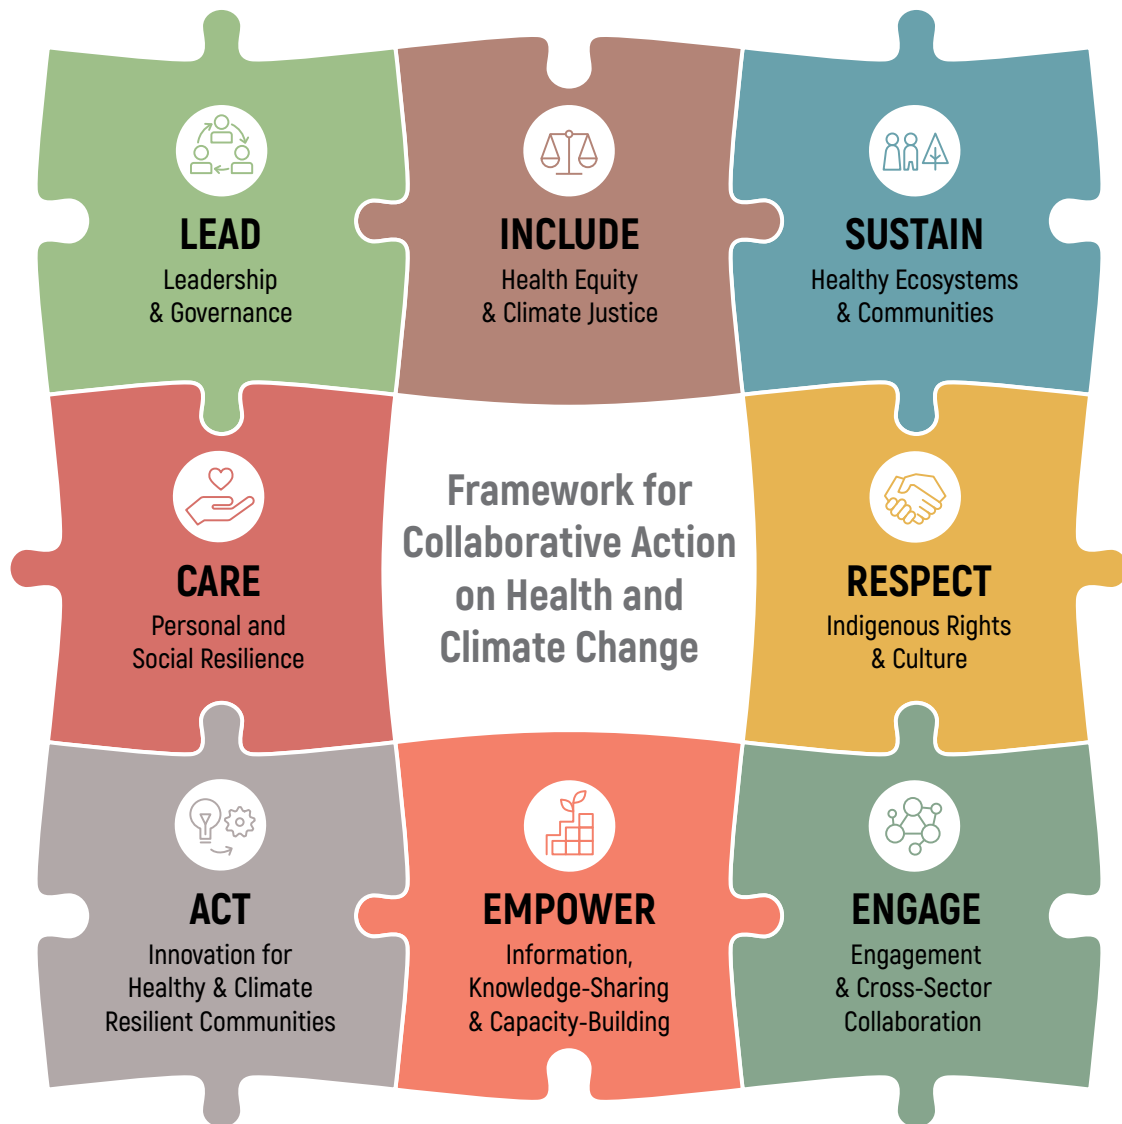 LEAD
Leadership
& Governance
INCLUDE
Health Equity
& Climate Justice
SUSTAIN
Healthy Ecosystems
& Communities
CARE
Personal and
Social Resilience
Framework for
Collaborative Action
on Health and
Climate Change
RESPECT
Indigenous Rights
& Culture
ACT
Innovation for
Healthy & Climate
Resilient Communities
EMPOWER
Information,
Knowledge-Sharing
& Capacity-Building
ENGAGE
Engagement
& Cross-Sector
Collaboration